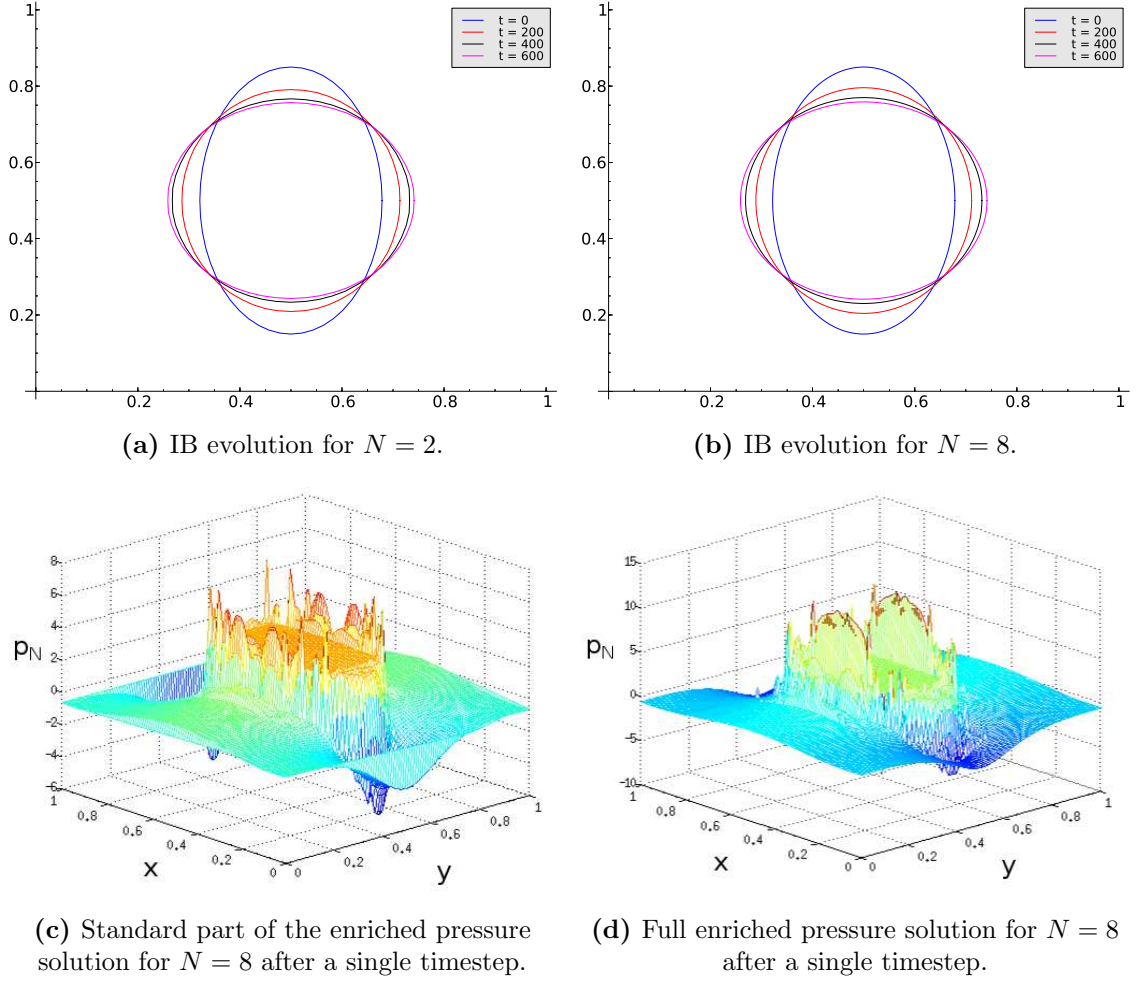 1
0.8
0.6
0.4
0.2
0.2
0.4
0.6
0.8
1
t = 0
t = 200
t = 400
t = 600
(a) IB evolution for N = 2.
1
0.8
0.6
0.4
0.2
0.2
0.4
0.6
0.8
1
t = 0
t = 200
t = 400
t = 600
(b) IB evolution for N = 8.
8
6
4
2
0
−2
−4
−6
pN
1
0.8
0.6
0.4
0.2
0
x
0
0.2
0.4
0.6
0.8
1
y
(c) Standard part of the enriched pressure
solution for N = 8 after a single timestep.
15
10
5
0
−5
−10
pN
1
0.8
0.6
0.4
0.2
0
x
0
0.2
0.4
0.6
0.8
1
y
(d) Full enriched pressure solution for N = 8
after a single timestep.